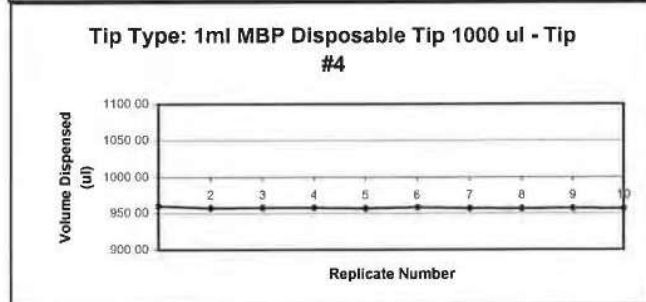 Tip Type: 1ml MBP Disposable Tip 1000 ul - Tip
#4
Volume Dispensed
(ul)
1100 00
1050 00
1000 00
950 00
900 00
2 3 4 5 6 7 8 9 10
Replicate Number